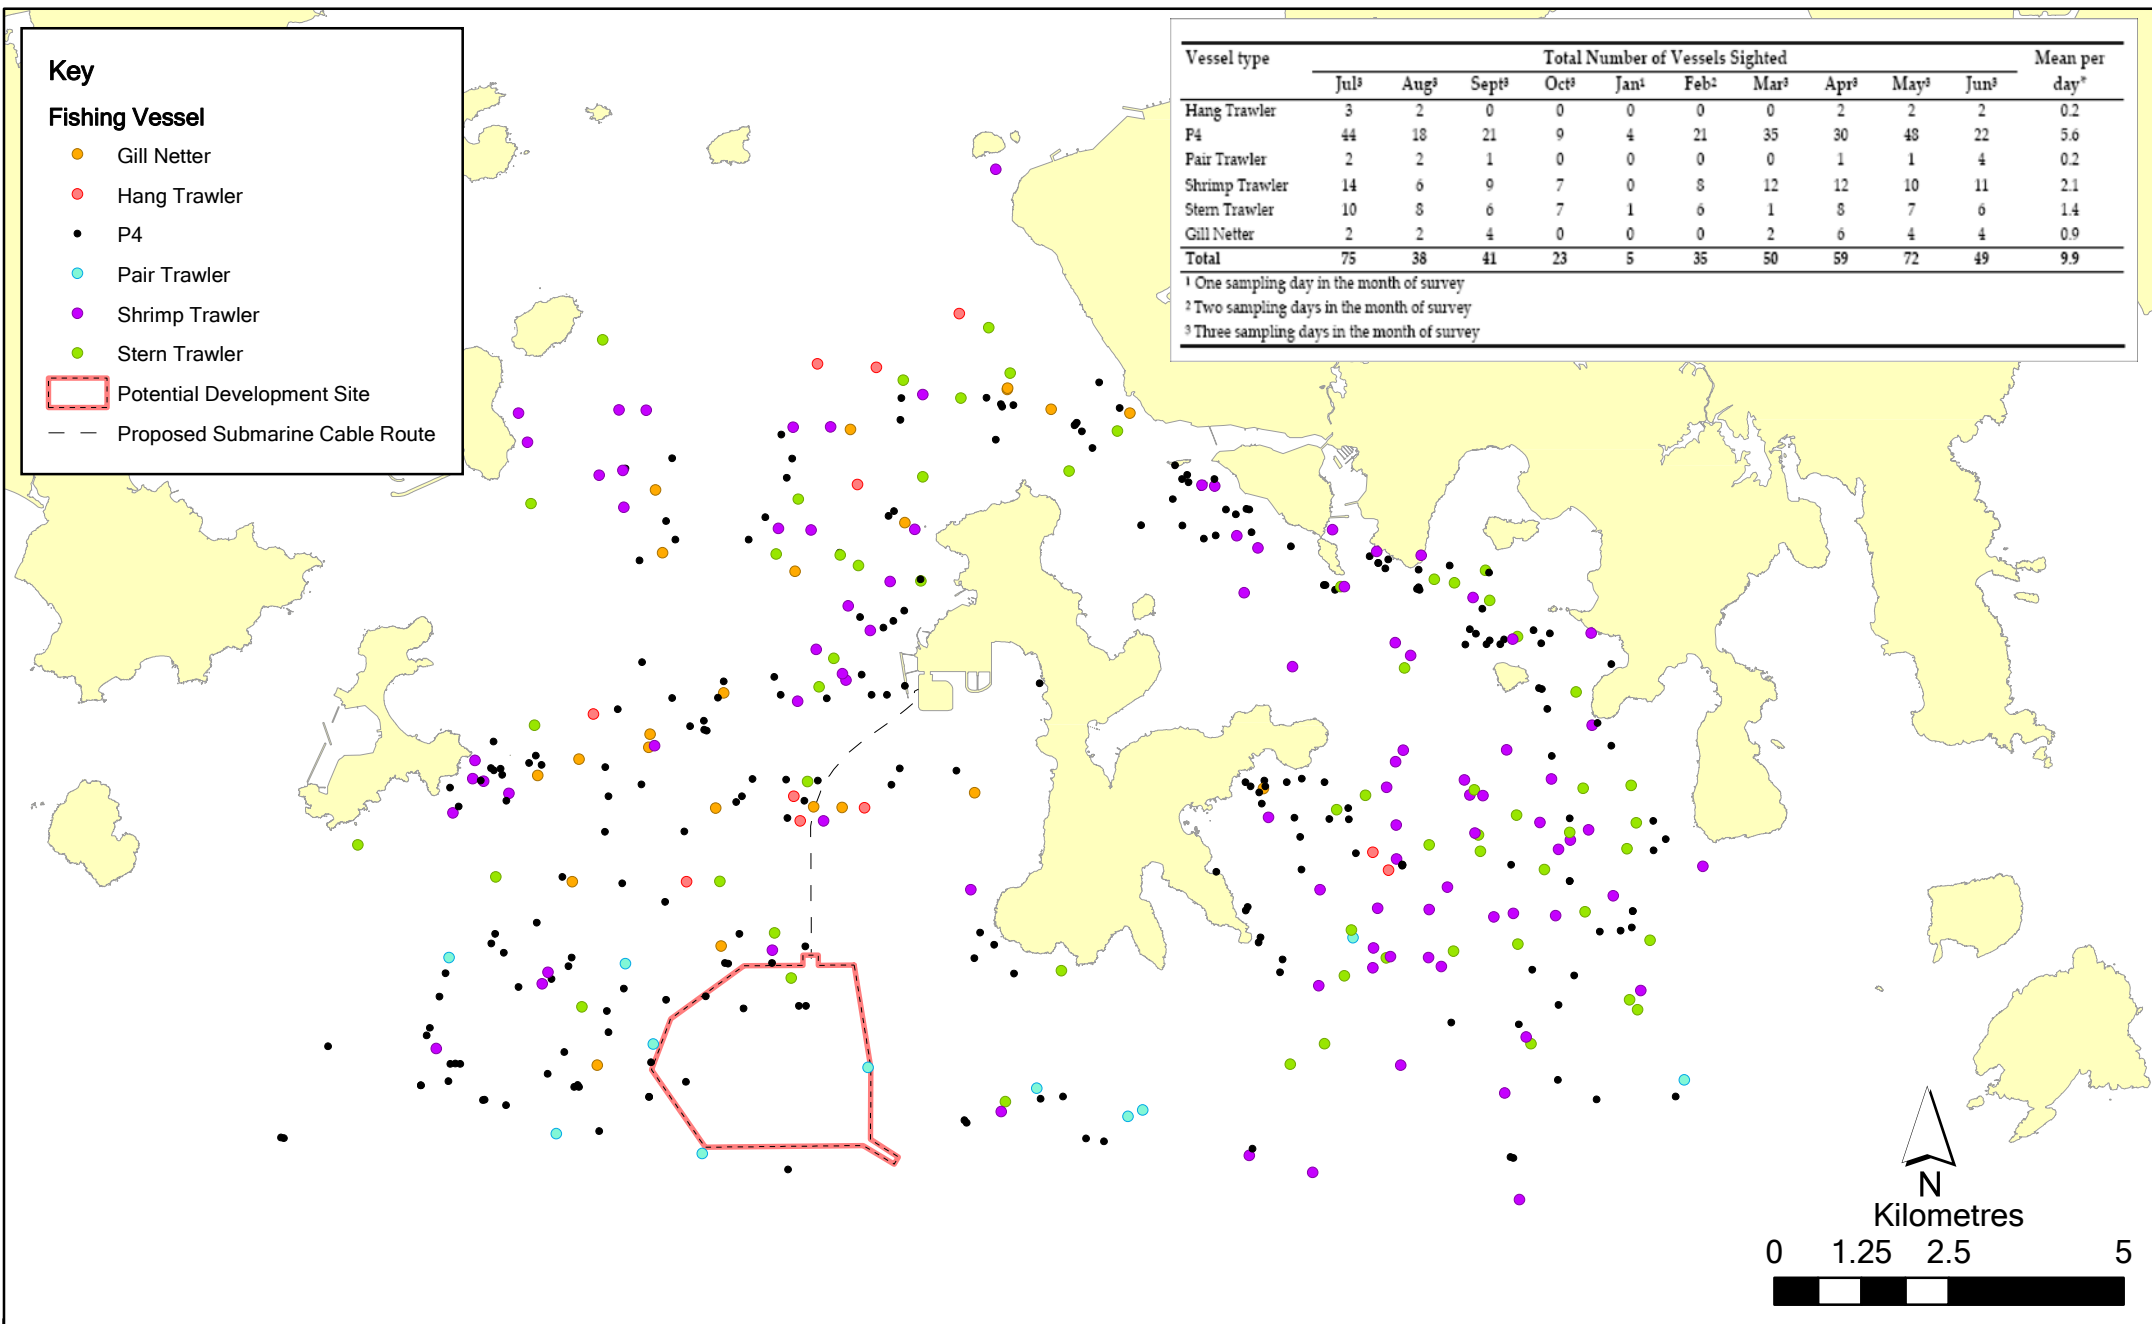 Key
Fishing Vessel
Gill Netter
Hang Trawler
P4
Pair Trawler
Shrimp Trawler
Stern Trawler
Potential Development Site
Proposed Submarine Cable Route
Vessel type Total Number of Vessels Sighted Mean per
Jul³ Aug³ Sept³ Oct³ Jan¹ Feb² Mar³ Apr³ May³ Jun³ day*
Hang Trawler 3 2 0 0 0 0 0 2 2 2 0.2
P4 44 18 21 9 4 21 35 30 48 22 5.6
Pair Trawler 2 2 1 0 0 0 0 1 1 4 0.2
Shrimp Trawler 14 6 9 7 0 8 12 12 10 11 2.1
Stern Trawler 10 8 6 7 1 6 1 8 7 6 1.4
Gill Netter 2 2 4 0 0 0 2 6 4 4 0.9
Total 75 38 41 23 5 35 50 59 72 49 9.9
¹ One sampling day in the month of survey
² Two sampling days in the month of survey
³ Three sampling days in the month of survey
N
Kilometres
0 1.25 2.5 5